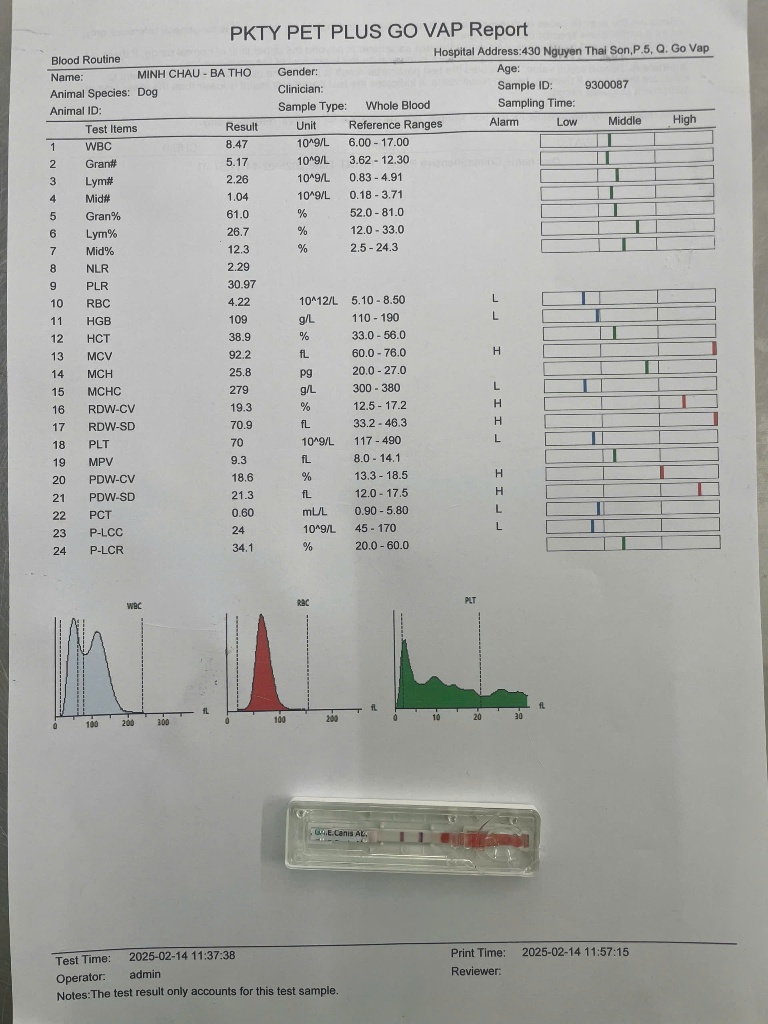 PKTY PET PLUS GO VAP Report
Blood Routine Hospital Address:430 Nguyen Thai Son,P.5, Q. Go Vap
Name: MINH CHAU - BA THO Gender: Age:
Animal Species: Dog Clinician: Sample ID: 9300087
Animal ID: Sample Type: Whole Blood Sampling Time:
Test Items Result Unit Reference Ranges Alarm Low Middle High
1 WBC 8.47 10^9/L 6.00 - 17.00
2 Gran# 5.17 10^9/L 3.62 - 12.30
3 Lym# 2.26 10^9/L 0.83 - 4.91
4 Mid# 1.04 10^9/L 0.18 - 3.71
5 Gran% 61.0 % 52.0 - 81.0
6 Lym% 26.7 % 12.0 - 33.0
7 Mid% 12.3 % 2.5 - 24.3
8 NLR 2.29
9 PLR 30.97
10 RBC 4.22 10^12/L 5.10 - 8.50 L
11 HGB 109 g/L 110 - 190 L
12 HCT 38.9 % 33.0 - 56.0
13 MCV 92.2 fL 60.0 - 76.0 H
14 MCH 25.8 pg 20.0 - 27.0
15 MCHC 279 g/L 300 - 380 L
16 RDW-CV 19.3 % 12.5 - 17.2 H
17 RDW-SD 70.9 fL 33.2 - 46.3 H
18 PLT 70 10^9/L 117 - 490 L
19 MPV 9.3 fL 8.0 - 14.1
20 PDW-CV 18.6 % 13.3 - 18.5 H
21 PDW-SD 21.3 fL 12.0 - 17.5 H
22 PCT 0.60 mL/L 0.90 - 5.80 L
23 P-LCC 24 10^9/L 45 - 170 L
24 P-LCR 34.1 % 20.0 - 60.0
WBC RBC PLT
0 100 200 300 fL 0 100 200 fL 0 10 20 30 fL
E.Canis Ab.
Test Time: 2025-02-14 11:37:38 Print Time: 2025-02-14 11:57:15
Operator: admin Reviewer:
Notes:The test result only accounts for this test sample.